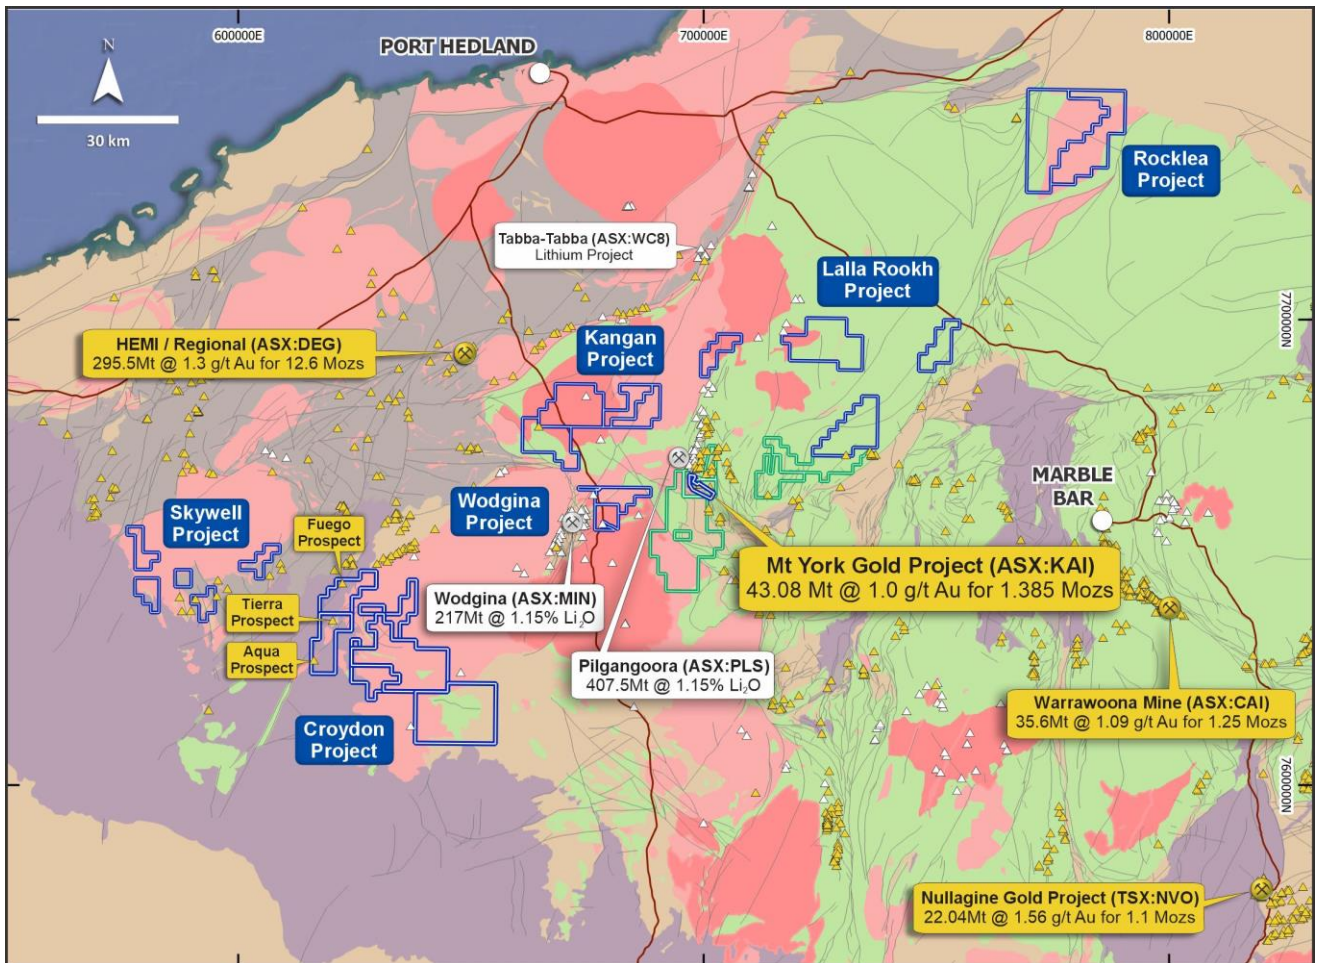 600000E
700000E
800000E
N
30 km
PORT HEDLAND
Rocklea
Project
Tabba-Tabba (ASX:WC8)
Lithium Project
Lalla Rookh
Project
7700000N
HEMI / Regional (ASX:DEG)
295.5Mt @ 1.3 g/t Au for 12.6 Mozs
Kangan
Project
MARBLE
BAR
Skywell
Project
Fuego
Prospect
Wodgina
Project
Mt York Gold Project (ASX:KAI)
43.08 Mt @ 1.0 g/t Au for 1.385 Mozs
Tierra
Prospect
Wodgina (ASX:MIN)
217Mt @ 1.15% Li₂O
Aqua
Prospect
Pilgangoora (ASX:PLS)
407.5Mt @ 1.15% Li₂O
Warrawoona Mine (ASX:CAI)
35.6Mt @ 1.09 g/t Au for 1.25 Mozs
Croydon
Project
7600000N
Nullagine Gold Project (TSX:NVO)
22.04Mt @ 1.56 g/t Au for 1.1 Mozs